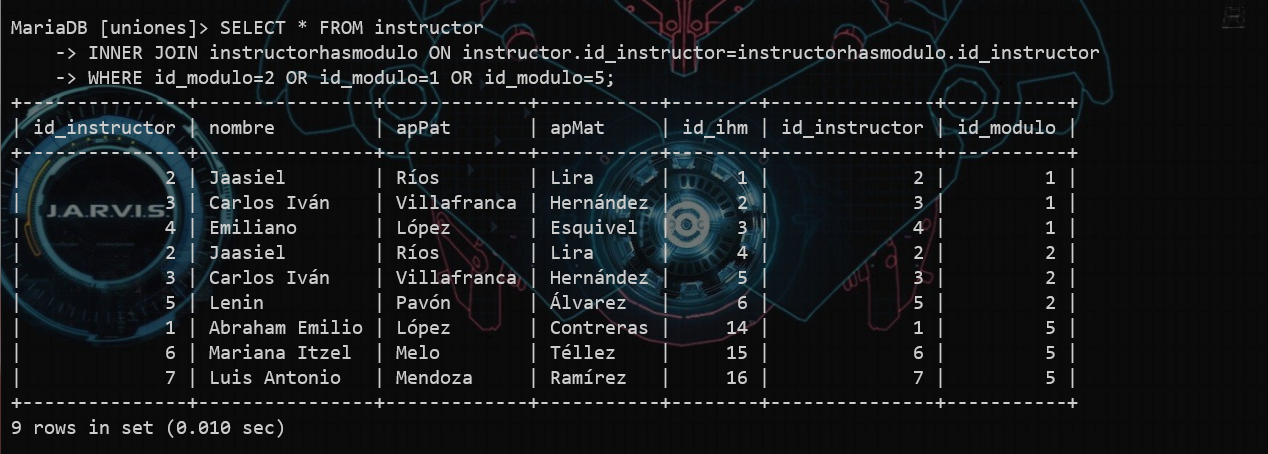 MariaDB [uniones]> SELECT * FROM instructor
    -> INNER JOIN instructorhasmodulo ON instructor.id_instructor=instructorhasmodulo.id_instructor
    -> WHERE id_modulo=2 OR id_modulo=1 OR id_modulo=5;
+---------------+----------------+-------------+-----------+--------+---------------+-----------+
| id_instructor | nombre         | apPat       | apMat     | id_ihm | id_instructor | id_modulo |
+---------------+----------------+-------------+-----------+--------+---------------+-----------+
|             2 | Jaasiel        | Ríos        | Lira      |      1 |             2 |         1 |
|             3 | Carlos Iván    | Villafranca | Hernández |      2 |             3 |         1 |
|             4 | Emiliano       | López       | Esquivel  |      3 |             4 |         1 |
|             2 | Jaasiel        | Ríos        | Lira      |      4 |             2 |         2 |
|             3 | Carlos Iván    | Villafranca | Hernández |      5 |             3 |         2 |
|             5 | Lenin          | Pavón       | Álvarez   |      6 |             5 |         2 |
|             1 | Abraham Emilio | López       | Contreras |     14 |             1 |         5 |
|             6 | Mariana Itzel  | Melo        | Téllez    |     15 |             6 |         5 |
|             7 | Luis Antonio   | Mendoza     | Ramírez   |     16 |             7 |         5 |
+---------------+----------------+-------------+-----------+--------+---------------+-----------+
9 rows in set (0.010 sec)
J.A.R.V.I.S.